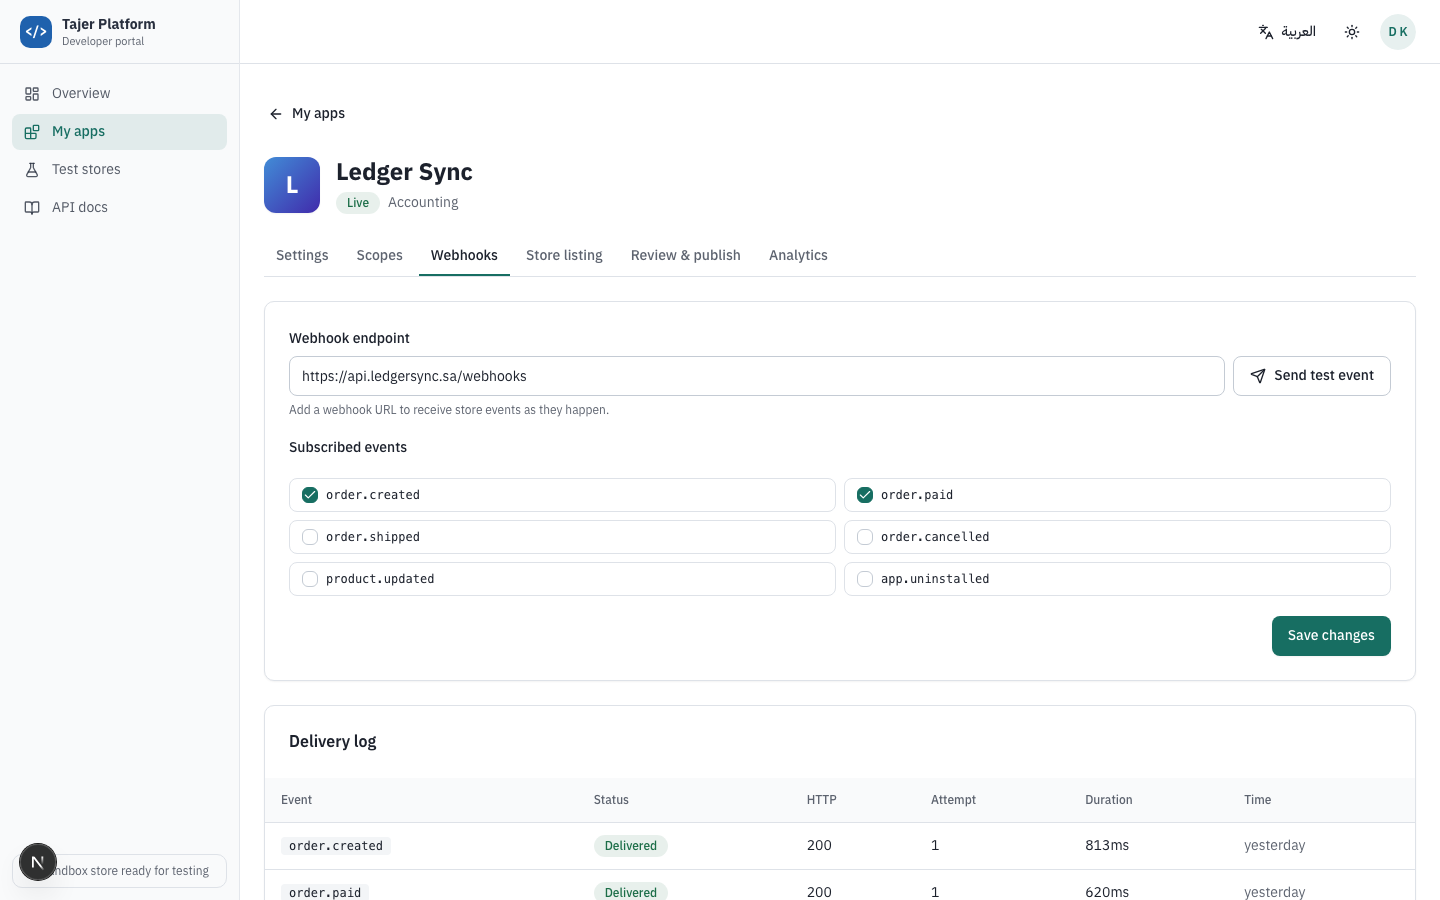 Tajer Platform
Developer portal
العربية
D K
Overview
My apps
Test stores
API docs
My apps
L
Ledger Sync
Live
Accounting
Settings
Scopes
Webhooks
Store listing
Review & publish
Analytics
Webhook endpoint
https://api.ledgersync.sa/webhooks
Send test event
Add a webhook URL to receive store events as they happen.
Subscribed events
order.created
order.paid
order.shipped
order.cancelled
product.updated
app.uninstalled
Save changes
Delivery log
Event Status HTTP Attempt Duration Time
order.created Delivered 200 1 813ms yesterday
order.paid Delivered 200 1 620ms yesterday
N
store ready for testing